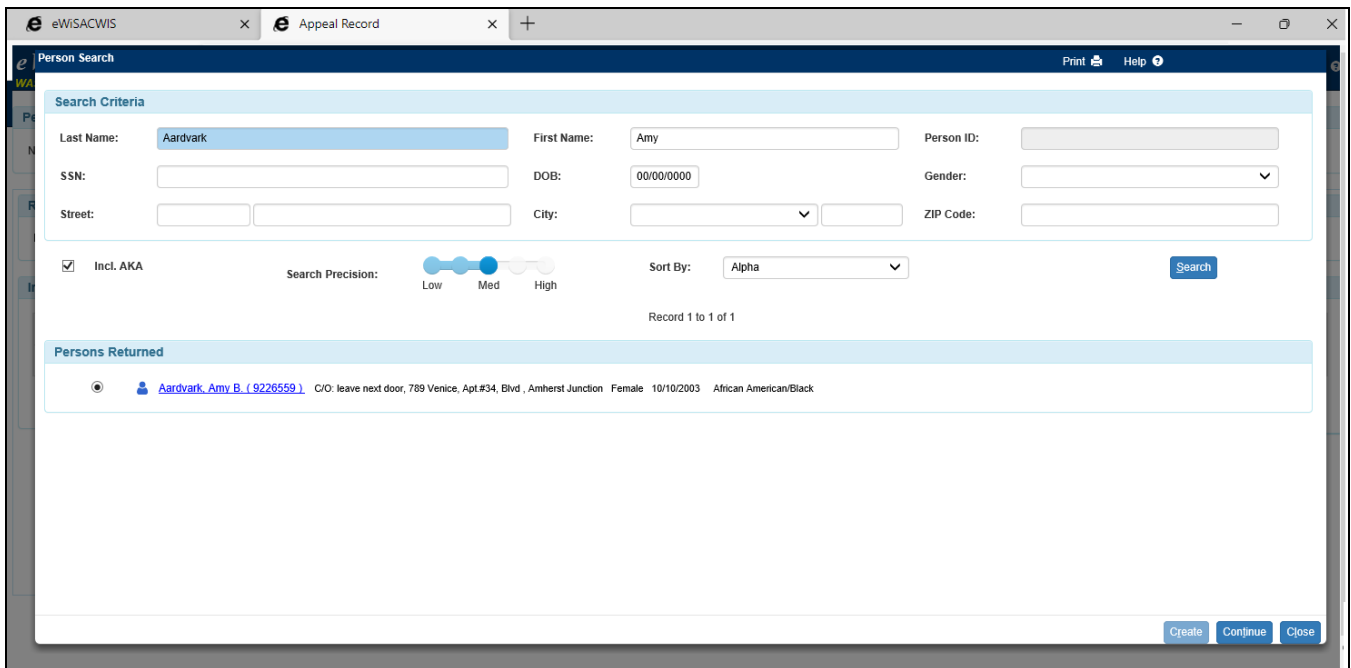 eWiSACWIS
Appeal Record
Person Search
Print
Help
Search Criteria
Last Name: Aardvark First Name: Amy Person ID:
SSN: DOB: 00/00/0000 Gender:
Street: City: ZIP Code:
Incl. AKA Search Precision: Low Med High Sort By: Alpha Search
Record 1 to 1 of 1
Persons Returned
Aardvark, Amy B. ( 9226559 ) C/O: leave next door, 789 Venice, Apt.#34, Blvd , Amherst Junction Female 10/10/2003 African American/Black
Create Continue Close